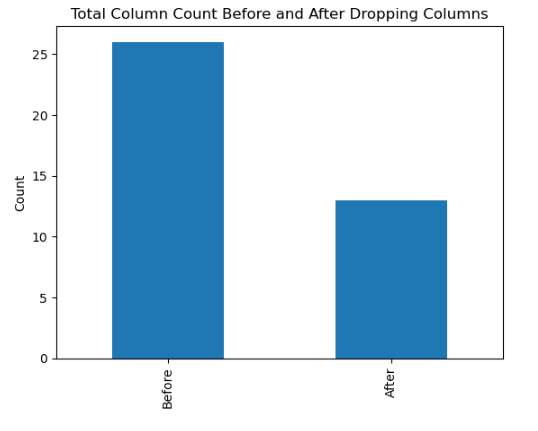 Total Column Count Before and After Dropping Columns
25
20
15
10
5
0
Count
Before
After